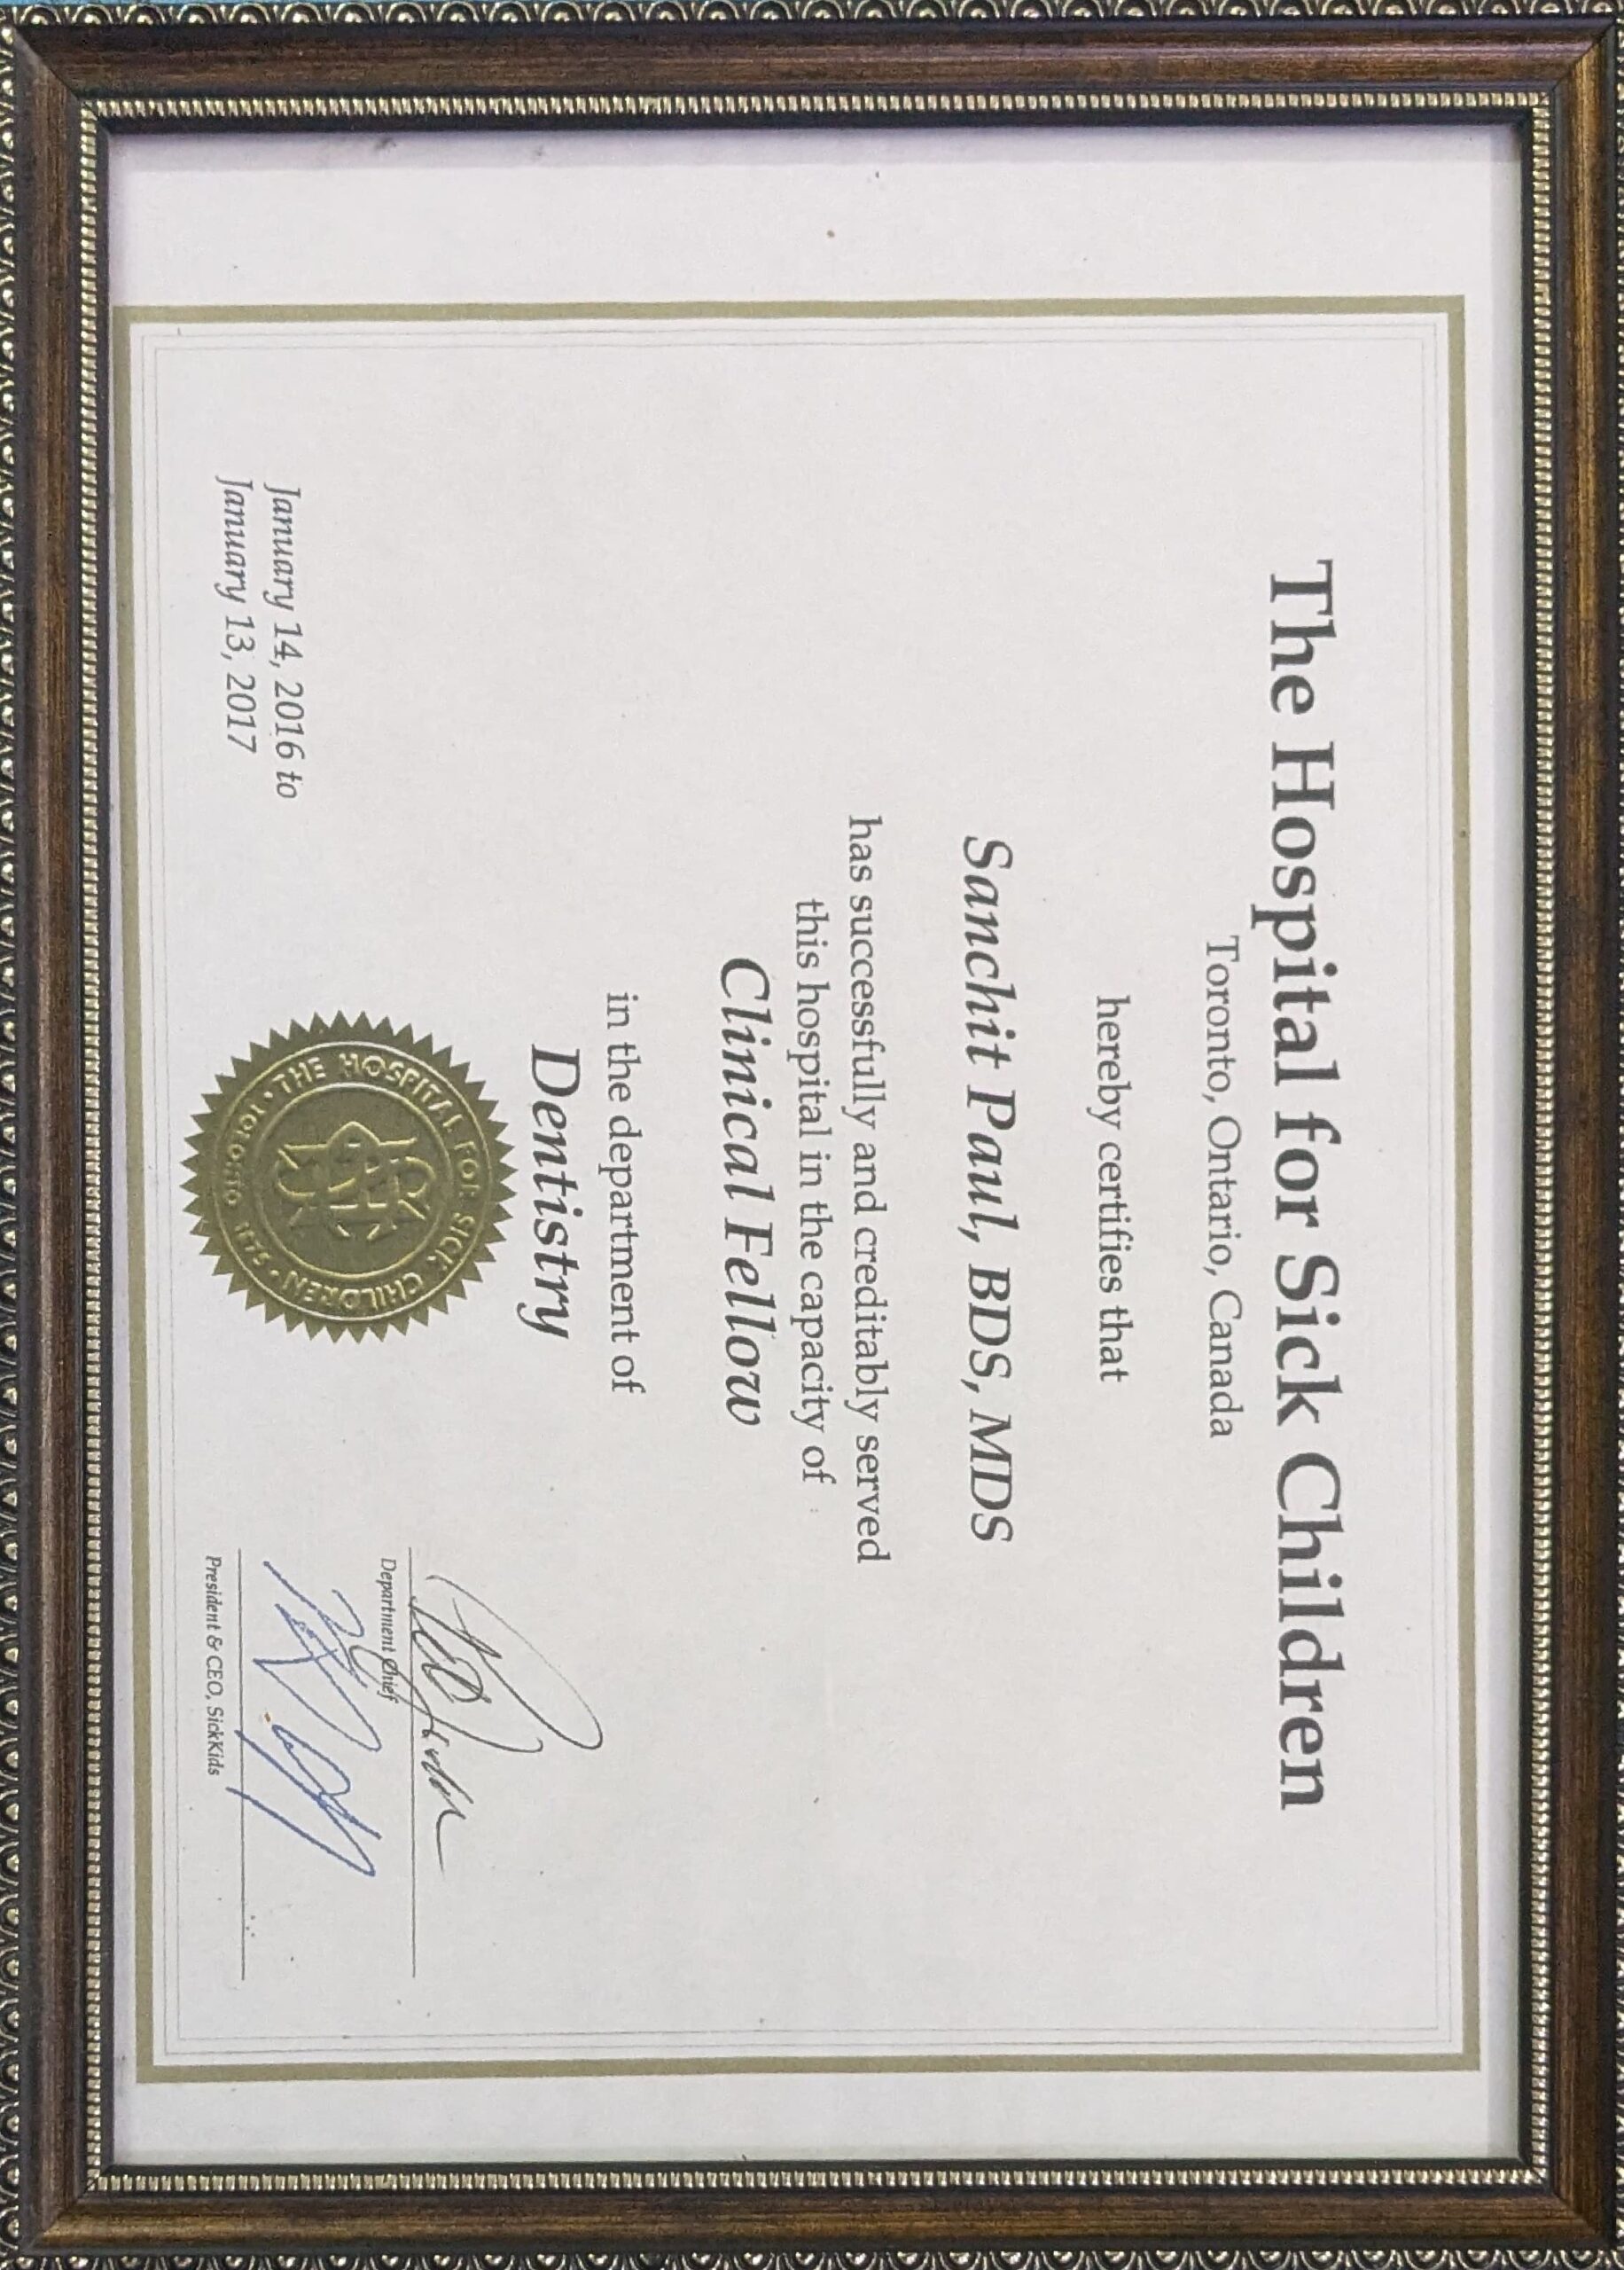 The Hospital for Sick Children
Toronto, Ontario, Canada
hereby certifies that
Sanchit Paul, BDS, MDS
has successfully and creditably served
this hospital in the capacity of
Clinical Fellow
in the department of
Dentistry
January 14, 2016 to
January 13, 2017
THE HOSPITAL FOR SICK CHILDREN
TORONTO 1875
Department Chief
President & CEO, SickKids